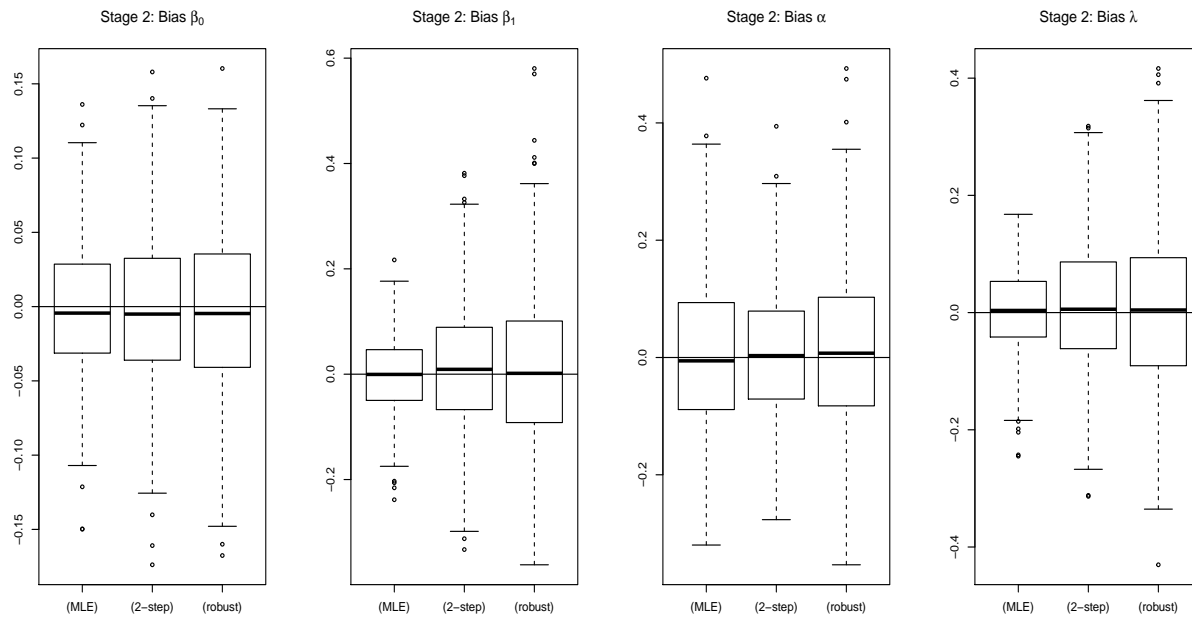 Stage 2: Bias β₀
0.15
0.10
0.05
0.00
−0.05
−0.10
−0.15
(MLE) (2−step) (robust)
Stage 2: Bias β₁
0.6
0.4
0.2
0.0
−0.2
(MLE) (2−step) (robust)
Stage 2: Bias α
0.4
0.2
0.0
−0.2
(MLE) (2−step) (robust)
Stage 2: Bias λ
0.4
0.2
0.0
−0.2
−0.4
(MLE) (2−step) (robust)